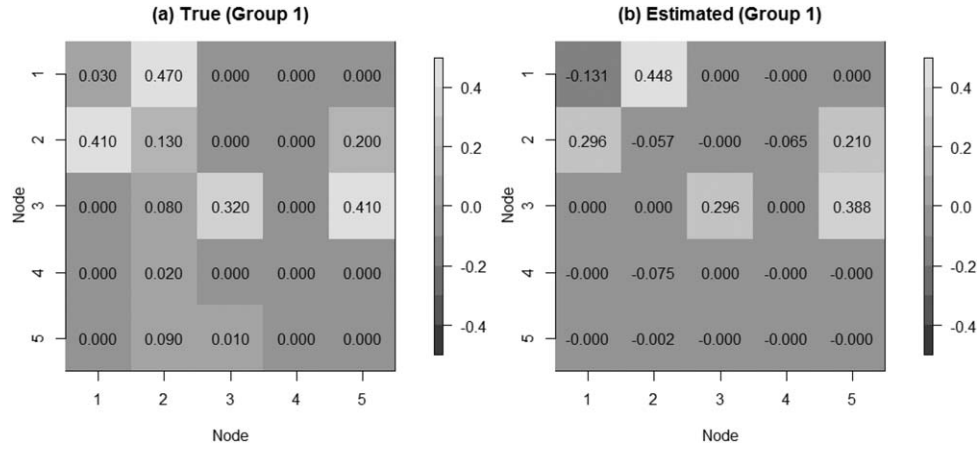 (a) True (Group 1)
1 0.030 0.470 0.000 0.000 0.000
2 0.410 0.130 0.000 0.000 0.200
3 0.000 0.080 0.320 0.000 0.410
4 0.000 0.020 0.000 0.000 0.000
5 0.000 0.090 0.010 0.000 0.000
1 2 3 4 5
Node
Node
0.4
0.2
0.0
-0.2
-0.4
(b) Estimated (Group 1)
1 -0.131 0.448 0.000 -0.000 0.000
2 0.296 -0.057 -0.000 -0.065 0.210
3 0.000 0.000 0.296 0.000 0.388
4 -0.000 -0.075 0.000 -0.000 -0.000
5 -0.000 -0.002 -0.000 -0.000 -0.000
1 2 3 4 5
Node
Node
0.4
0.2
0.0
-0.2
-0.4